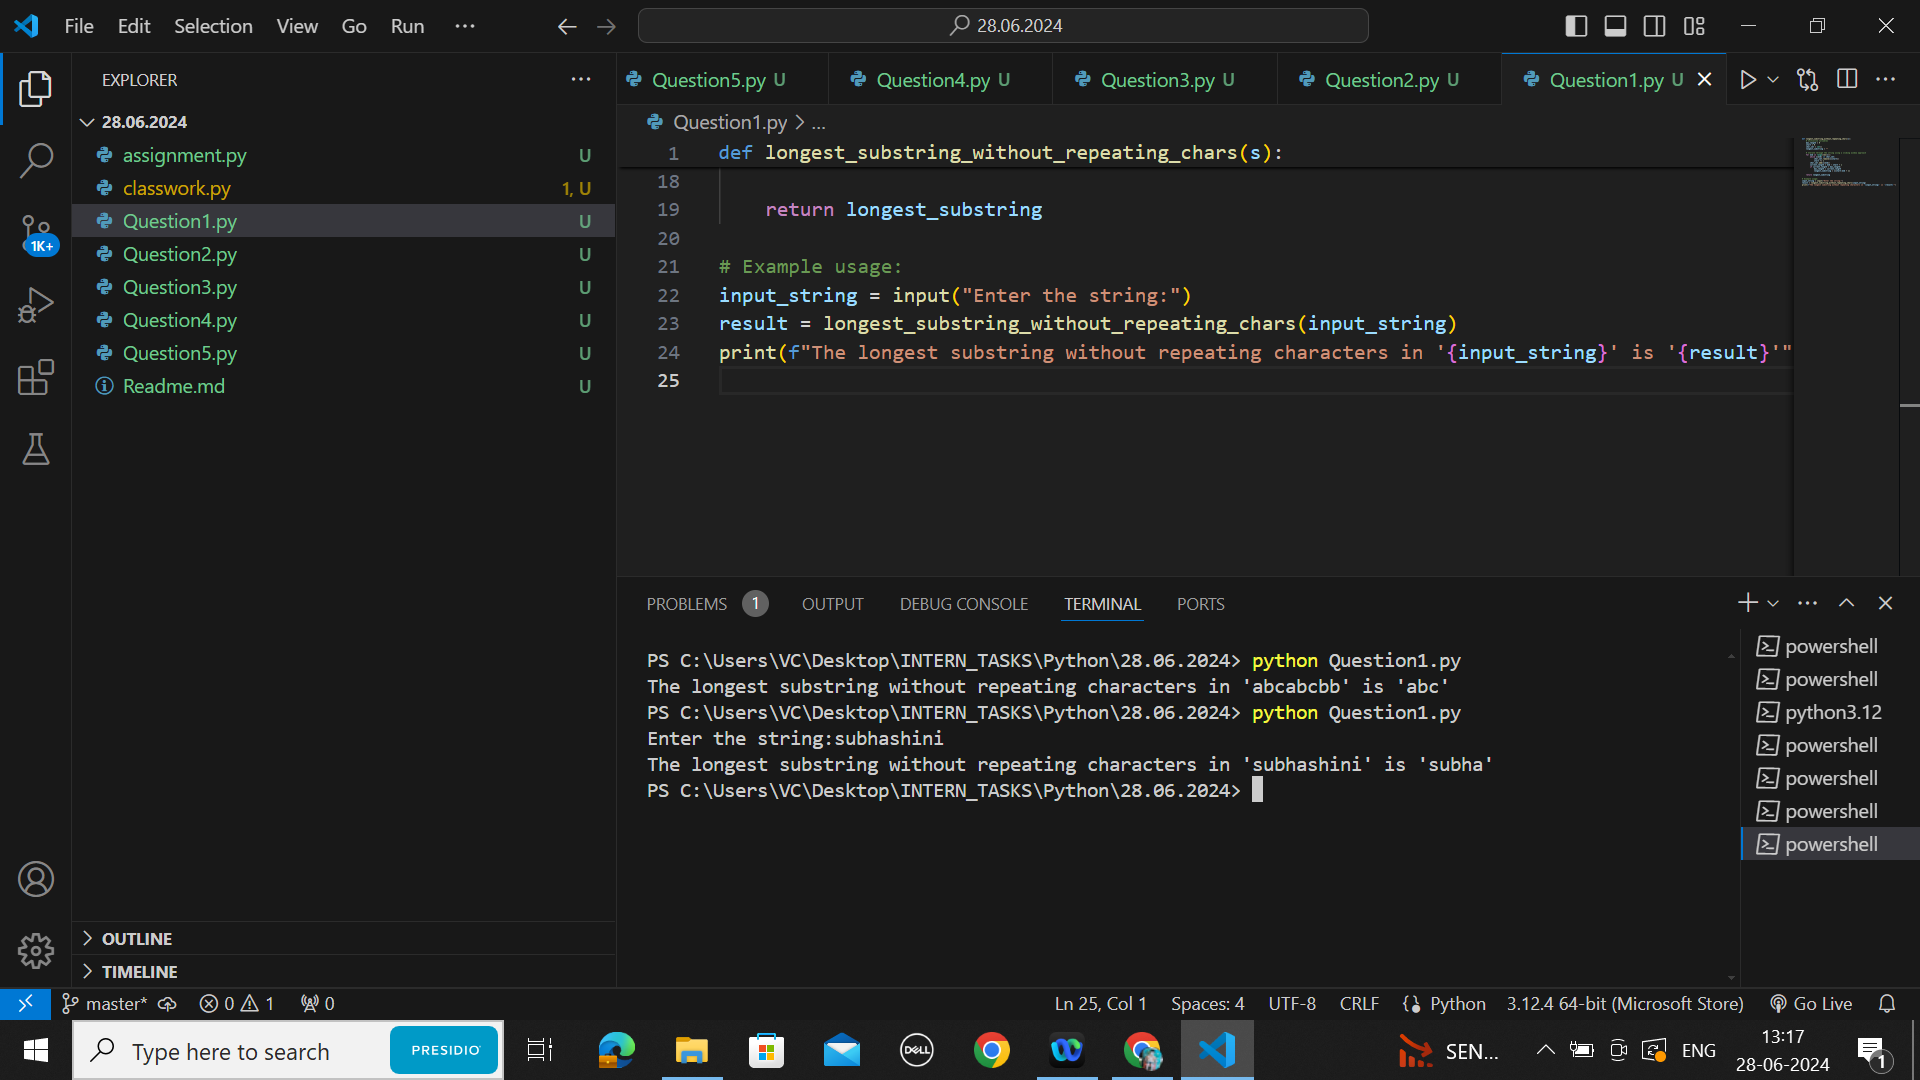 File Edit Selection View Go Run ...
28.06.2024
EXPLORER ...
28.06.2024
assignment.py U
classwork.py 1, U
Question1.py U
Question2.py U
Question3.py U
Question4.py U
Question5.py U
Readme.md U
OUTLINE
TIMELINE
1K+
Question5.py U Question4.py U Question3.py U Question2.py U Question1.py U
Question1.py > ...
1 def longest_substring_without_repeating_chars(s):
18
19 return longest_substring
20
21 # Example usage:
22 input_string = input("Enter the string:")
23 result = longest_substring_without_repeating_chars(input_string)
24 print(f"The longest substring without repeating characters in '{input_string}' is '{result}'"
25
PROBLEMS 1 OUTPUT DEBUG CONSOLE TERMINAL PORTS
PS C:\Users\VC\Desktop\INTERN_TASKS\Python\28.06.2024> python Question1.py
The longest substring without repeating characters in 'abcabcbb' is 'abc'
PS C:\Users\VC\Desktop\INTERN_TASKS\Python\28.06.2024> python Question1.py
Enter the string:subhashini
The longest substring without repeating characters in 'subhashini' is 'subha'
PS C:\Users\VC\Desktop\INTERN_TASKS\Python\28.06.2024>
powershell
powershell
python3.12
powershell
powershell
powershell
powershell
master* 0 1 0 Ln 25, Col 1 Spaces: 4 UTF-8 CRLF Python 3.12.4 64-bit (Microsoft Store) Go Live
Type here to search PRESIDIO DELL SEN... ENG 13:17 1
28-06-2024